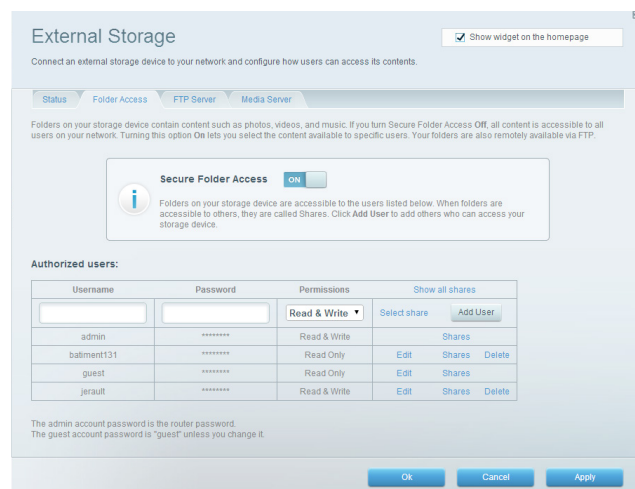 External Storage
Show widget on the homepage
Connect an external storage device to your network and configure how users can access its contents.
Status Folder Access FTP Server Media Server
Folders on your storage device contain content such as photos, videos, and music. If you turn Secure Folder Access Off, all content is accessible to all
users on your network. Turning this option On lets you select the content available to specific users. Your folders are also remotely available via FTP.
Secure Folder Access ON
Folders on your storage device are accessible to the users listed below. When folders are
accessible to others, they are called Shares. Click Add User to add others who can access your
storage device.
Authorized users:
Username Password Permissions Show all shares
Read & Write Select share Add User
admin ******** Read & Write Shares
batiment131 ******** Read Only Edit Shares Delete
guest ******** Read Only Edit Shares
jerault ******** Read & Write Edit Shares Delete
The admin account password is the router password.
The guest account password is "guest" unless you change it.
Ok Cancel Apply